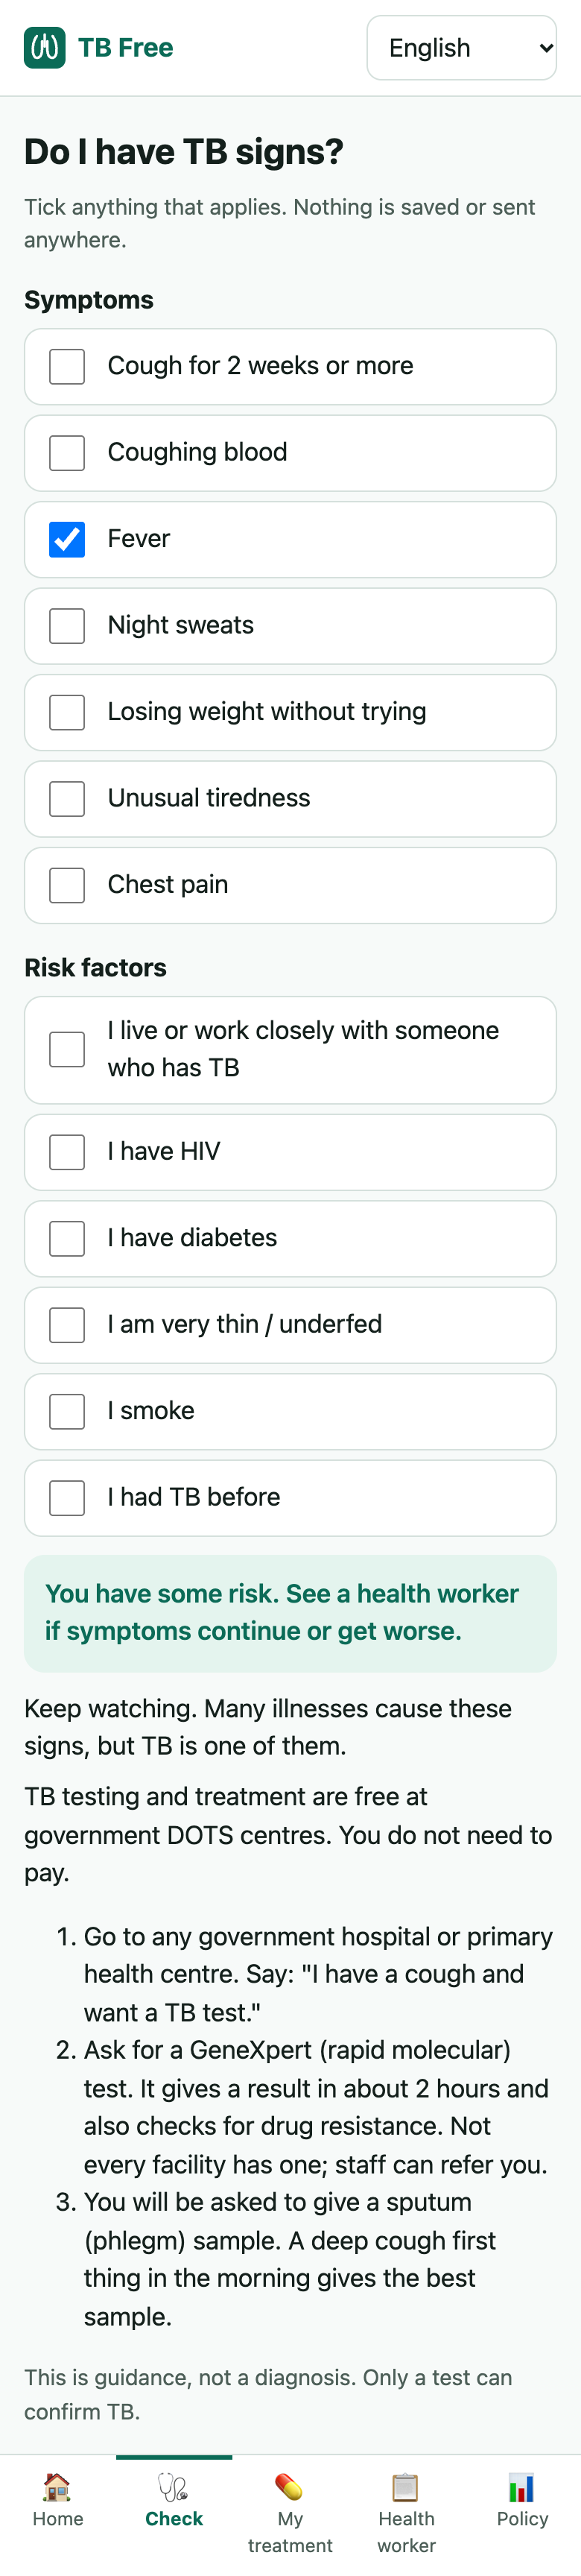 TB Free
English
Do I have TB signs?
Tick anything that applies. Nothing is saved or sent
anywhere.
Symptoms
Cough for 2 weeks or more
Coughing blood
Fever
Night sweats
Losing weight without trying
Unusual tiredness
Chest pain
Risk factors
I live or work closely with someone
who has TB
I have HIV
I have diabetes
I am very thin / underfed
I smoke
I had TB before
You have some risk. See a health worker
if symptoms continue or get worse.
Keep watching. Many illnesses cause these
signs, but TB is one of them.
TB testing and treatment are free at
government DOTS centres. You do not need to
pay.
1. Go to any government hospital or primary
health centre. Say: "I have a cough and
want a TB test."
2. Ask for a GeneXpert (rapid molecular)
test. It gives a result in about 2 hours and
also checks for drug resistance. Not
every facility has one; staff can refer you.
3. You will be asked to give a sputum
(phlegm) sample. A deep cough first
thing in the morning gives the best
sample.
This is guidance, not a diagnosis. Only a test can
confirm TB.
Home
Check
My
treatment
Health
worker
Policy